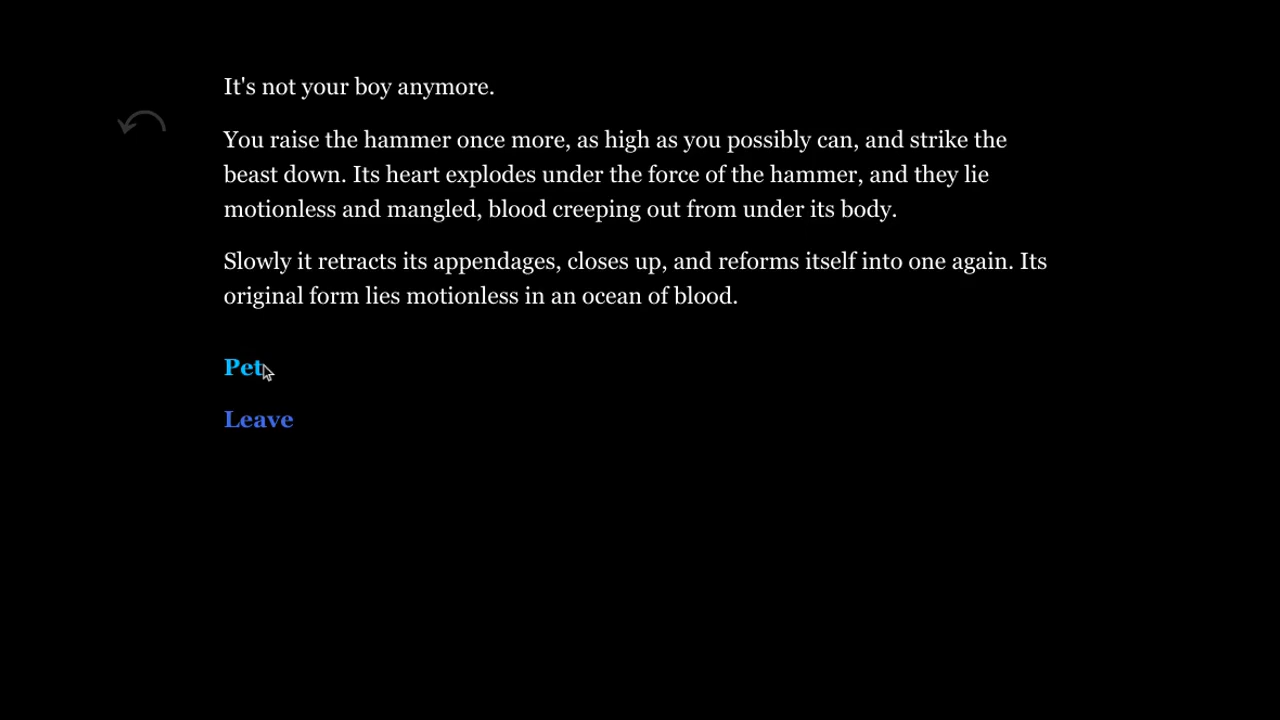 It's not your boy anymore.
You raise the hammer once more, as high as you possibly can, and strike the
beast down. Its heart explodes under the force of the hammer, and they lie
motionless and mangled, blood creeping out from under its body.
Slowly it retracts its appendages, closes up, and reforms itself into one again. Its
original form lies motionless in an ocean of blood.
Pet
Leave